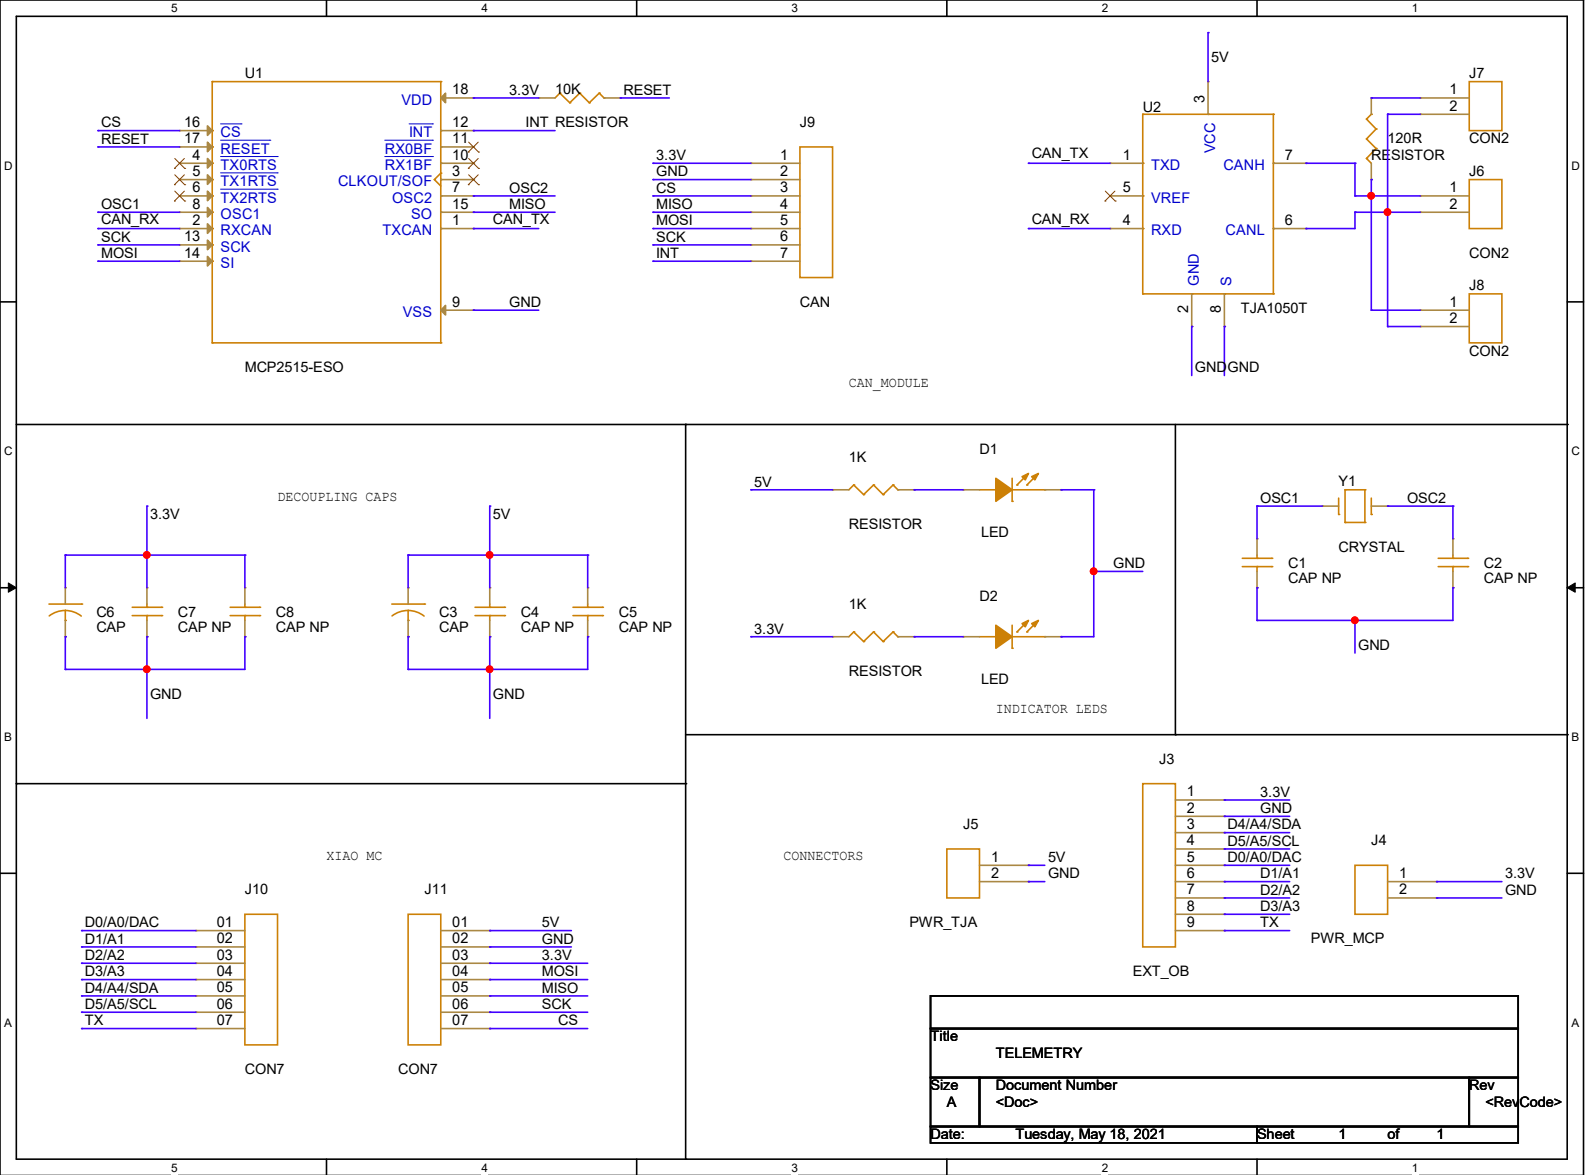 5 4 3 2 1
D
D
C
C
B
B
A
A
U1
CS 16 CS
RESET 17 RESET
4 TX0RTS
5 TX1RTS
6 TX2RTS
OSC1 8 OSC1
CAN_RX 2 RXCAN
SCK 13 SCK
MOSI 14 SI
VDD 18 3.3V 10K RESET
INT 12 INT RESISTOR
RX0BF 11
RX1BF 10
CLKOUT/SOF 3
OSC2 7 OSC2
SO 15 MISO
TXCAN 1 CAN_TX
VSS 9 GND
MCP2515-ESO
J9
3.3V 1
GND 2
CS 3
MISO 4
MOSI 5
SCK 6
INT 7
CAN
CAN_MODULE
5V
U2
3
VCC
CAN_TX 1 TXD
5 VREF
CAN_RX 4 RXD
CANH 7
CANL 6
GND
S
2
8
TJA1050T
GND GND
120R
RESISTOR
J7
1
2
CON2
J6
1
2
CON2
J8
1
2
CON2
DECOUPLING CAPS
3.3V
C6
CAP
C7
CAP NP
C8
CAP NP
GND
5V
C3
CAP
C4
CAP NP
C5
CAP NP
GND
1K
D1
5V
RESISTOR
LED
GND
1K
D2
3.3V
RESISTOR
LED
INDICATOR LEDS
Y1
OSC1
OSC2
CRYSTAL
C1
CAP NP
C2
CAP NP
GND
XIAO MC
J10
D0/A0/DAC 01
D1/A1 02
D2/A2 03
D3/A3 04
D4/A4/SDA 05
D5/A5/SCL 06
TX 07
CON7
J11
01 5V
02 GND
03 3.3V
04 MOSI
05 MISO
06 SCK
07 CS
CON7
CONNECTORS
J5
1 5V
2 GND
PWR_TJA
J3
1 3.3V
2 GND
3 D4/A4/SDA
4 D5/A5/SCL
5 D0/A0/DAC
6 D1/A1
7 D2/A2
8 D3/A3
9 TX
EXT_OB
J4
1 3.3V
2 GND
PWR_MCP
Title
TELEMETRY
Size Document Number Rev
A <Doc> <RevCode>
Date: Tuesday, May 18, 2021 Sheet 1 of 1
5 4 3 2 1